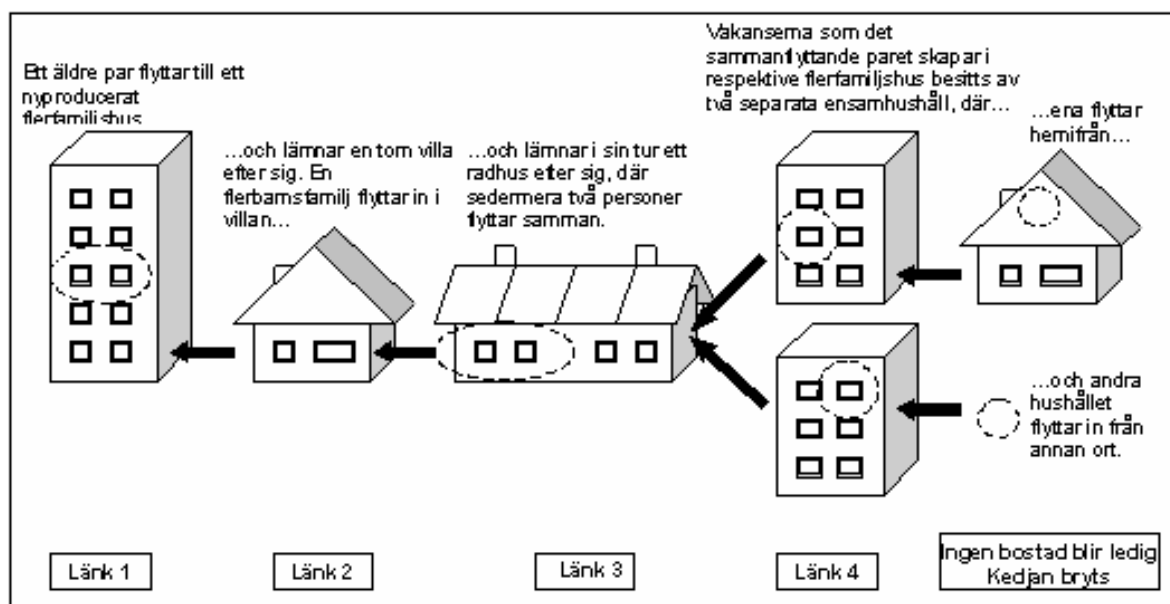 Ett äldre par flyttar till ett
nyproducerat
flerfamiljshus
...och lämnar en tom villa
efter sig. En
flerbarnsfamilj flyttar in i
villan...
...och lämnar i sin tur ett
radhus efter sig, där
sedermera två personer
flyttar samman.
Vakanserna som det
sammanflyttande paret skapar i
respektive flerfamiljshus besitts av
två separata ensamhushåll, där...
...ena flyttar
hemifrån...
...och andra
hushållet
flyttar in från
annan ort.
Länk 1
Länk 2
Länk 3
Länk 4
Ingen bostad blir ledig
Kedjan bryts